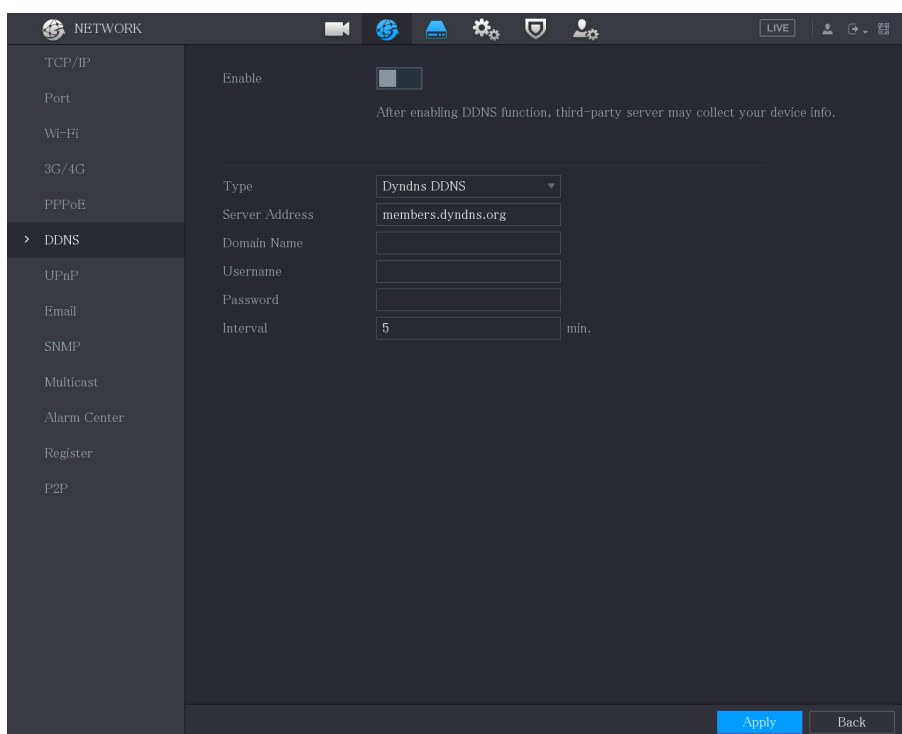 NETWORK
LIVE
TCP/IP
Port
Wi-Fi
3G/4G
PPPoE
DDNS
UPnP
Email
SNMP
Multicast
Alarm Center
Register
P2P
Enable
After enabling DDNS function, third-party server may collect your device info.
Type Dyndns DDNS
Server Address members.dyndns.org
Domain Name
Username
Password
Interval 5 min.
Apply Back